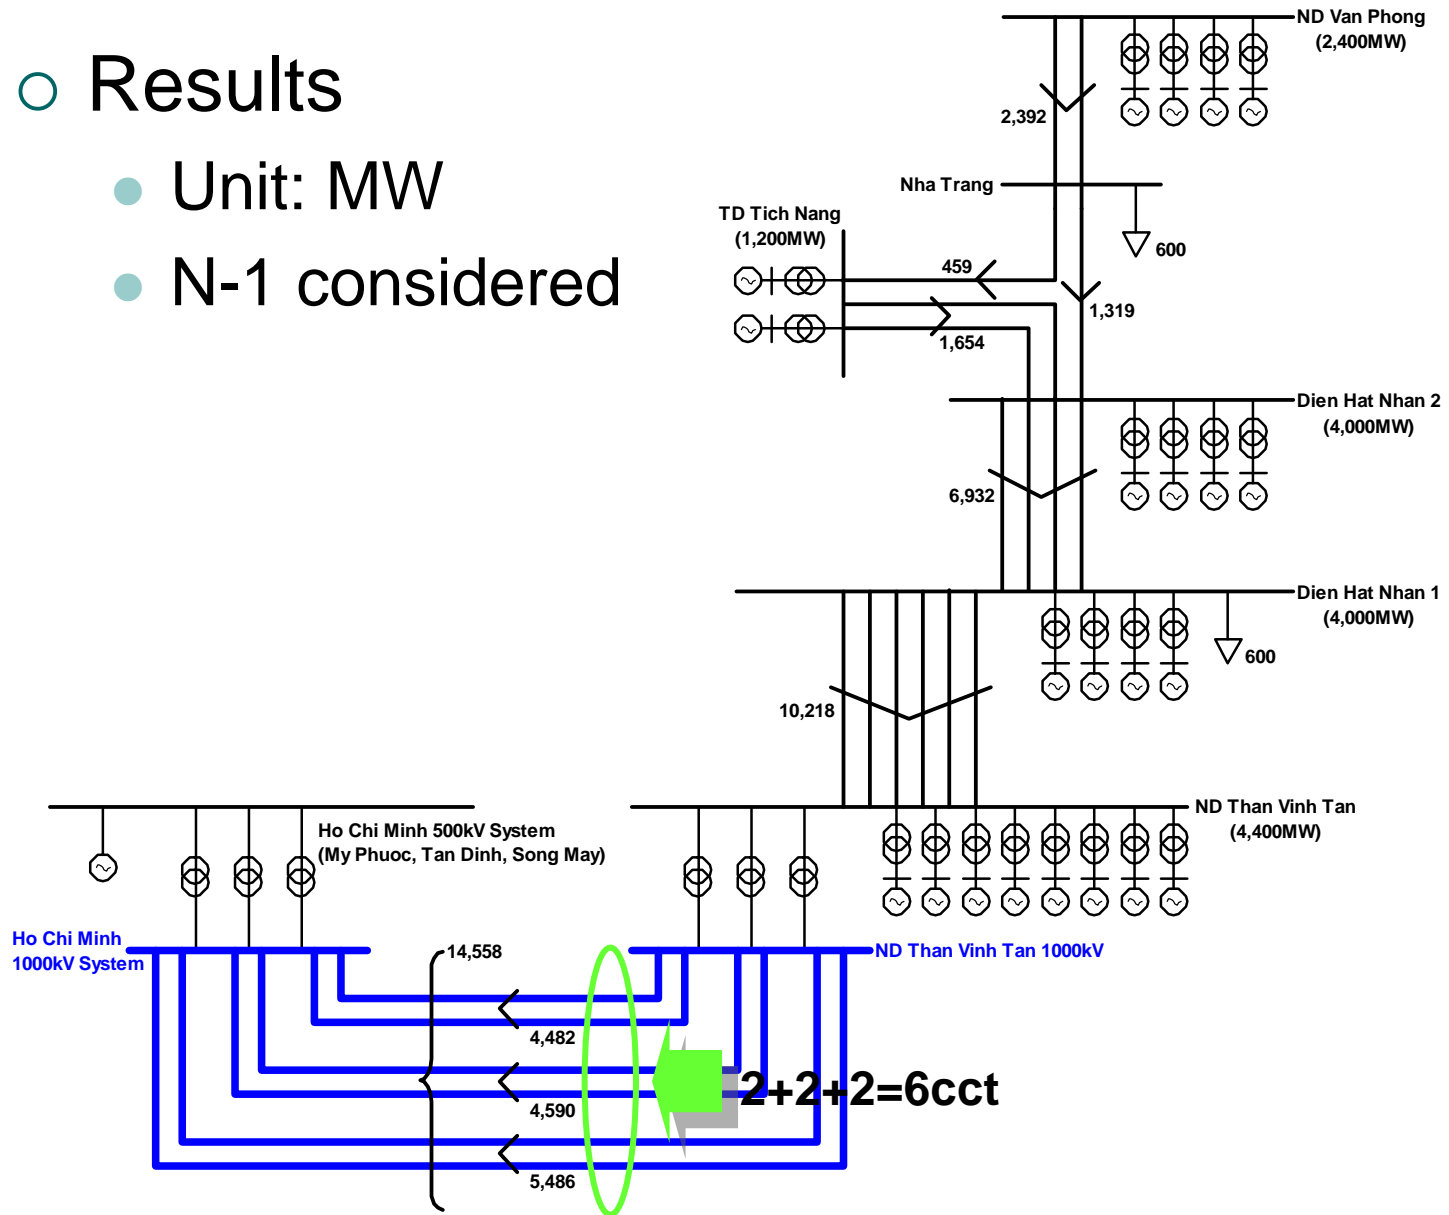 Results
Unit: MW
N-1 considered
ND Van Phong
(2,400MW)
2,392
Nha Trang
600
TD Tich Nang
(1,200MW)
459
1,319
1,654
Dien Hat Nhan 2
(4,000MW)
6,932
Dien Hat Nhan 1
(4,000MW)
600
10,218
ND Than Vinh Tan
(4,400MW)
Ho Chi Minh 500kV System
(My Phuoc, Tan Dinh, Song May)
Ho Chi Minh
1000kV System
14,558
ND Than Vinh Tan 1000kV
4,482
4,590
2+2+2=6cct
5,486